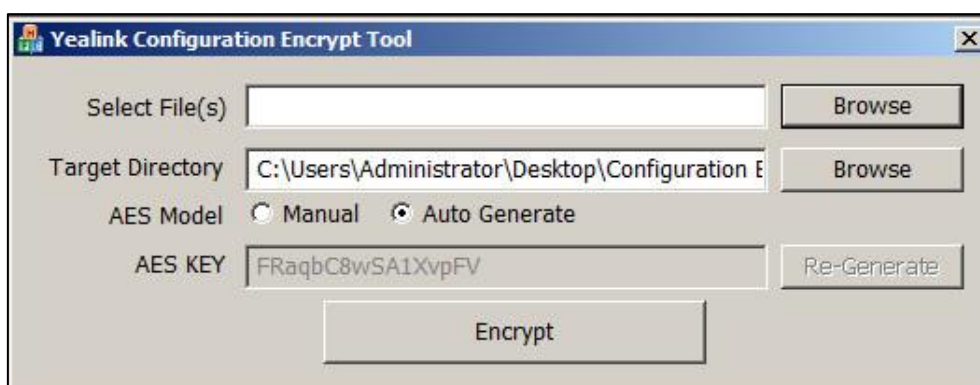 Yealink Configuration Encrypt Tool
Select File(s) Browse
Target Directory C:\Users\Administrator\Desktop\Configuration E Browse
AES Model Manual Auto Generate
AES KEY FRaqbC8wSA1XvpFV Re-Generate
Encrypt